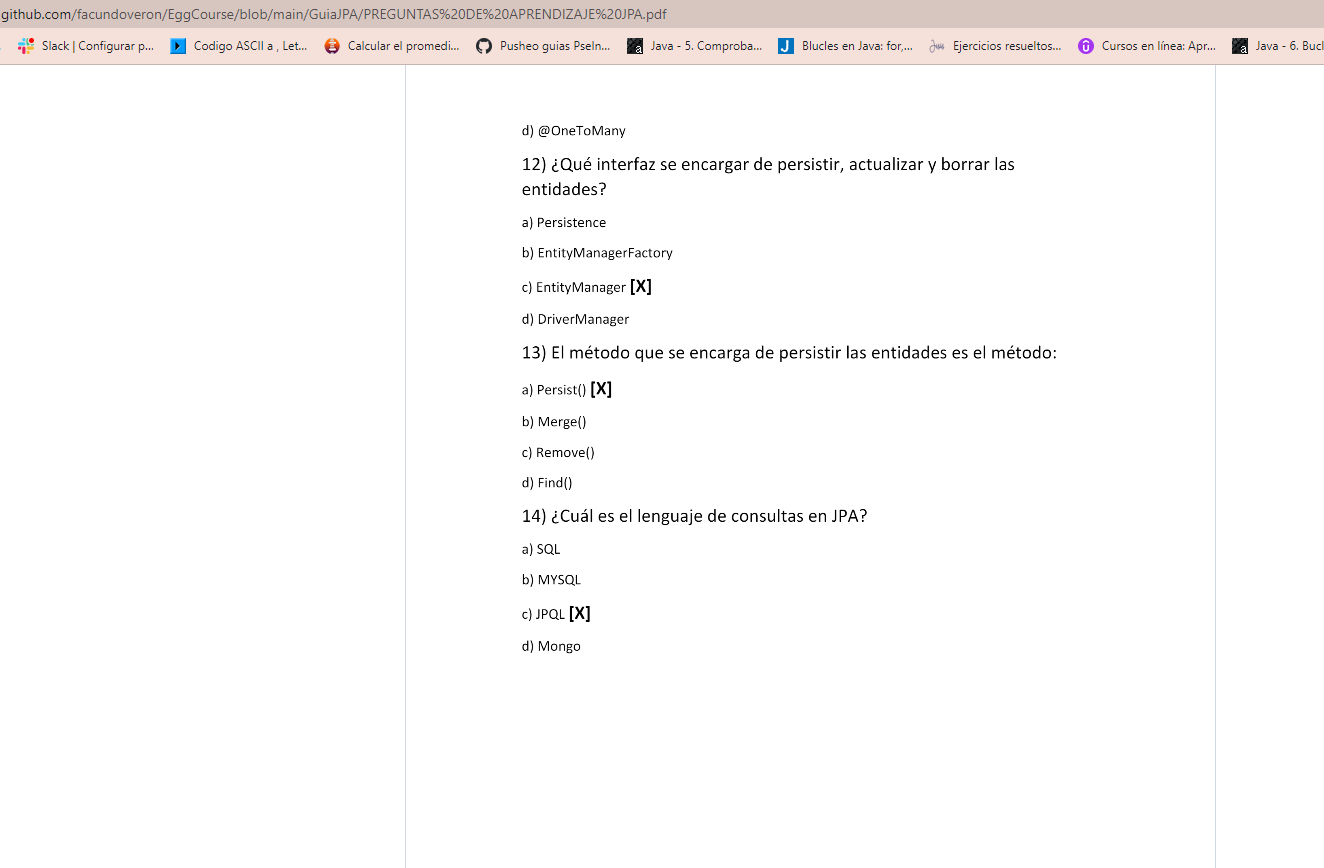 github.com/facundoveron/EggCourse/blob/main/GuiaJPA/PREGUNTAS%20DE%20APRENDIZAJE%20JPA.pdf
Slack | Configurar p... Codigo ASCII a , Let... Calcular el promedi... Pusheo guias PseIn... Java - 5. Comproba... Blucles en Java: for,... Ejercicios resueltos... Cursos en línea: Apr... Java - 6. Bucl
d) @OneToMany
12) ¿Qué interfaz se encargar de persistir, actualizar y borrar las
entidades?
a) Persistence
b) EntityManagerFactory
c) EntityManager [X]
d) DriverManager
13) El método que se encarga de persistir las entidades es el método:
a) Persist() [X]
b) Merge()
c) Remove()
d) Find()
14) ¿Cuál es el lenguaje de consultas en JPA?
a) SQL
b) MYSQL
c) JPQL [X]
d) Mongo